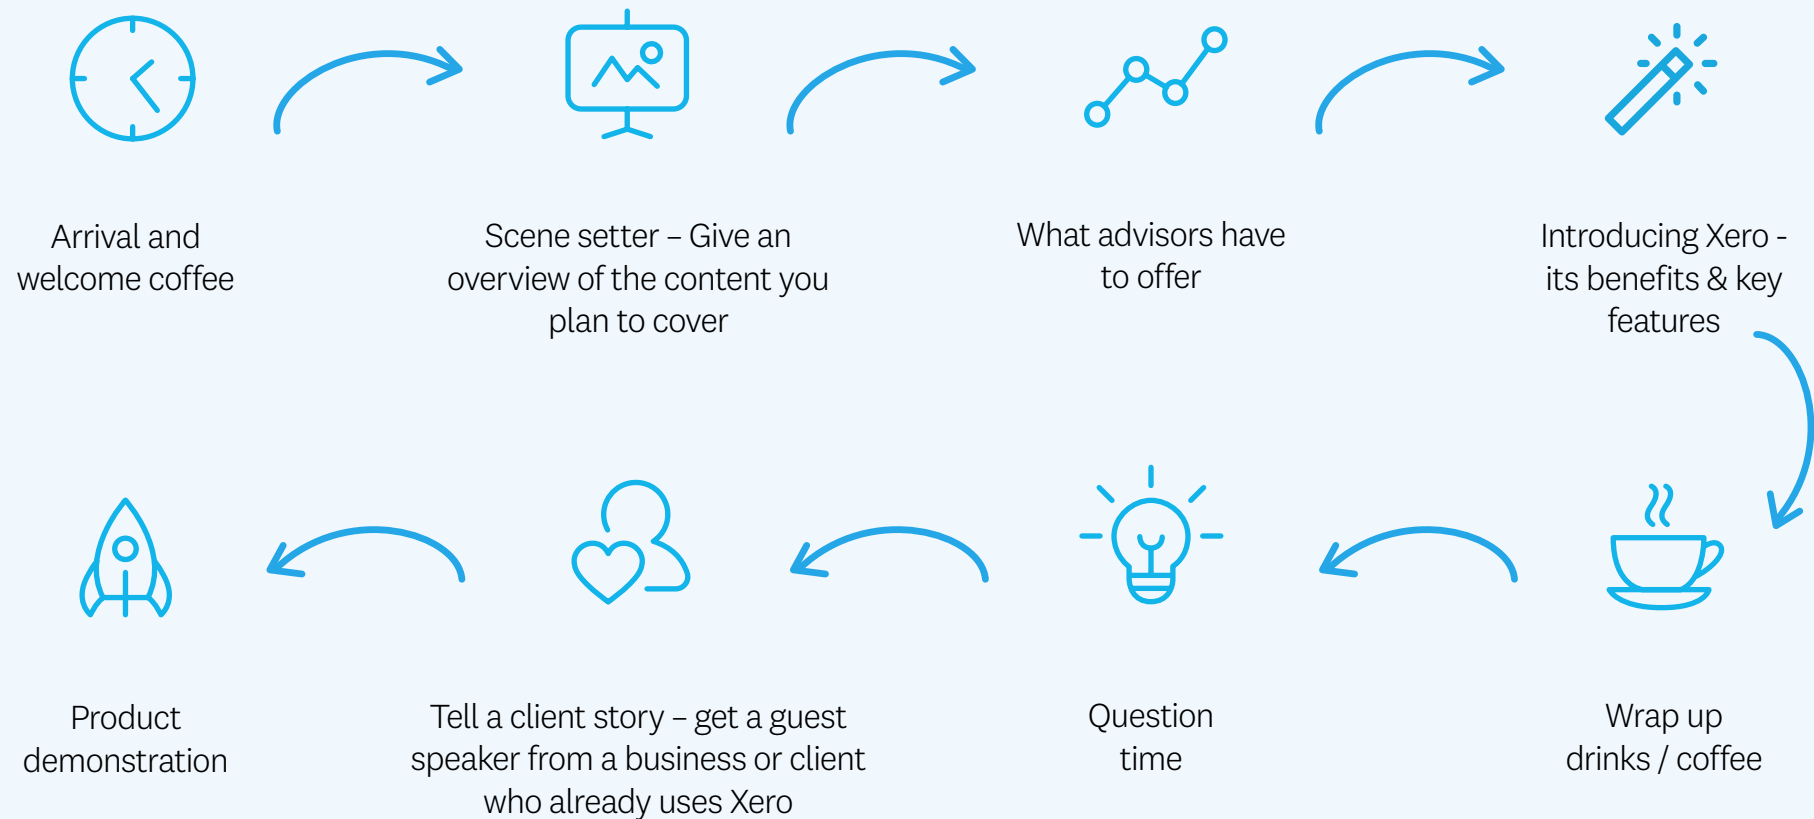 Arrival and
welcome coffee
Scene setter – Give an
overview of the content you
plan to cover
What advisors have
to offer
Introducing Xero -
its benefits & key
features
Product
demonstration
Tell a client story – get a guest
speaker from a business or client
who already uses Xero
Question
time
Wrap up
drinks / coffee